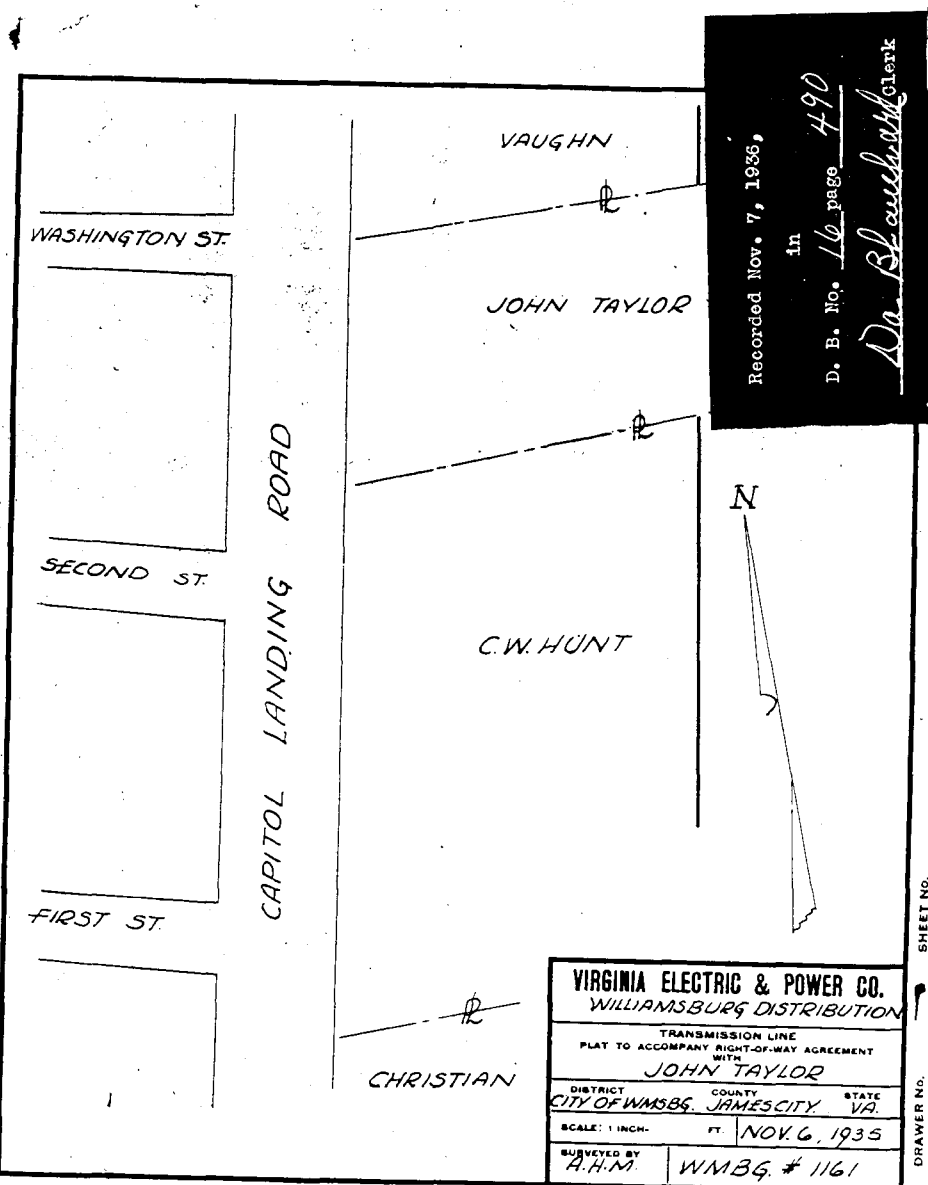 VAUGHN
PL
WASHINGTON ST.
JOHN TAYLOR
PL
CAPITOL LANDING ROAD
SECOND ST.
N
C.W. HUNT
FIRST ST.
PL
CHRISTIAN
Recorded Nov. 7, 1936,
in
D. B. No. 16 page 490
Clerk
VIRGINIA ELECTRIC & POWER CO.
WILLIAMSBURG DISTRIBUTION
TRANSMISSION LINE
PLAT TO ACCOMPANY RIGHT-OF-WAY AGREEMENT
WITH
JOHN TAYLOR
DISTRICT COUNTY STATE
CITY OF WMSBG. JAMES CITY. VA.
SCALE: 1 INCH- FT. NOV. 6, 1935
SURVEYED BY
A.H.M. WMBG. # 1161
SHEET NO.
DRAWER NO.